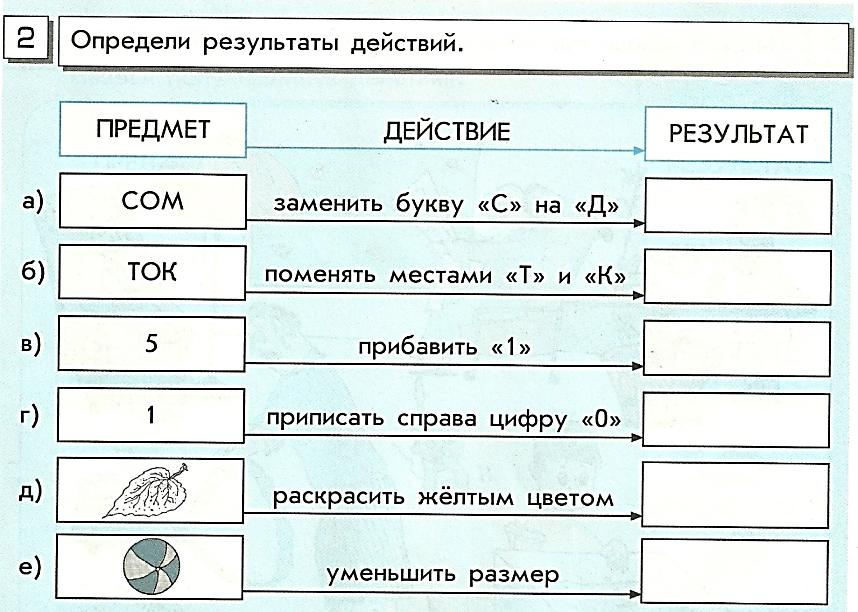 2 Определи результаты действий.
ПРЕДМЕТ ДЕЙСТВИЕ РЕЗУЛЬТАТ
а) СОМ заменить букву «С» на «Д»
б) ТОК поменять местами «Т» и «К»
в) 5 прибавить «1»
г) 1 приписать справа цифру «0»
д) раскрасить жёлтым цветом
е) уменьшить размер